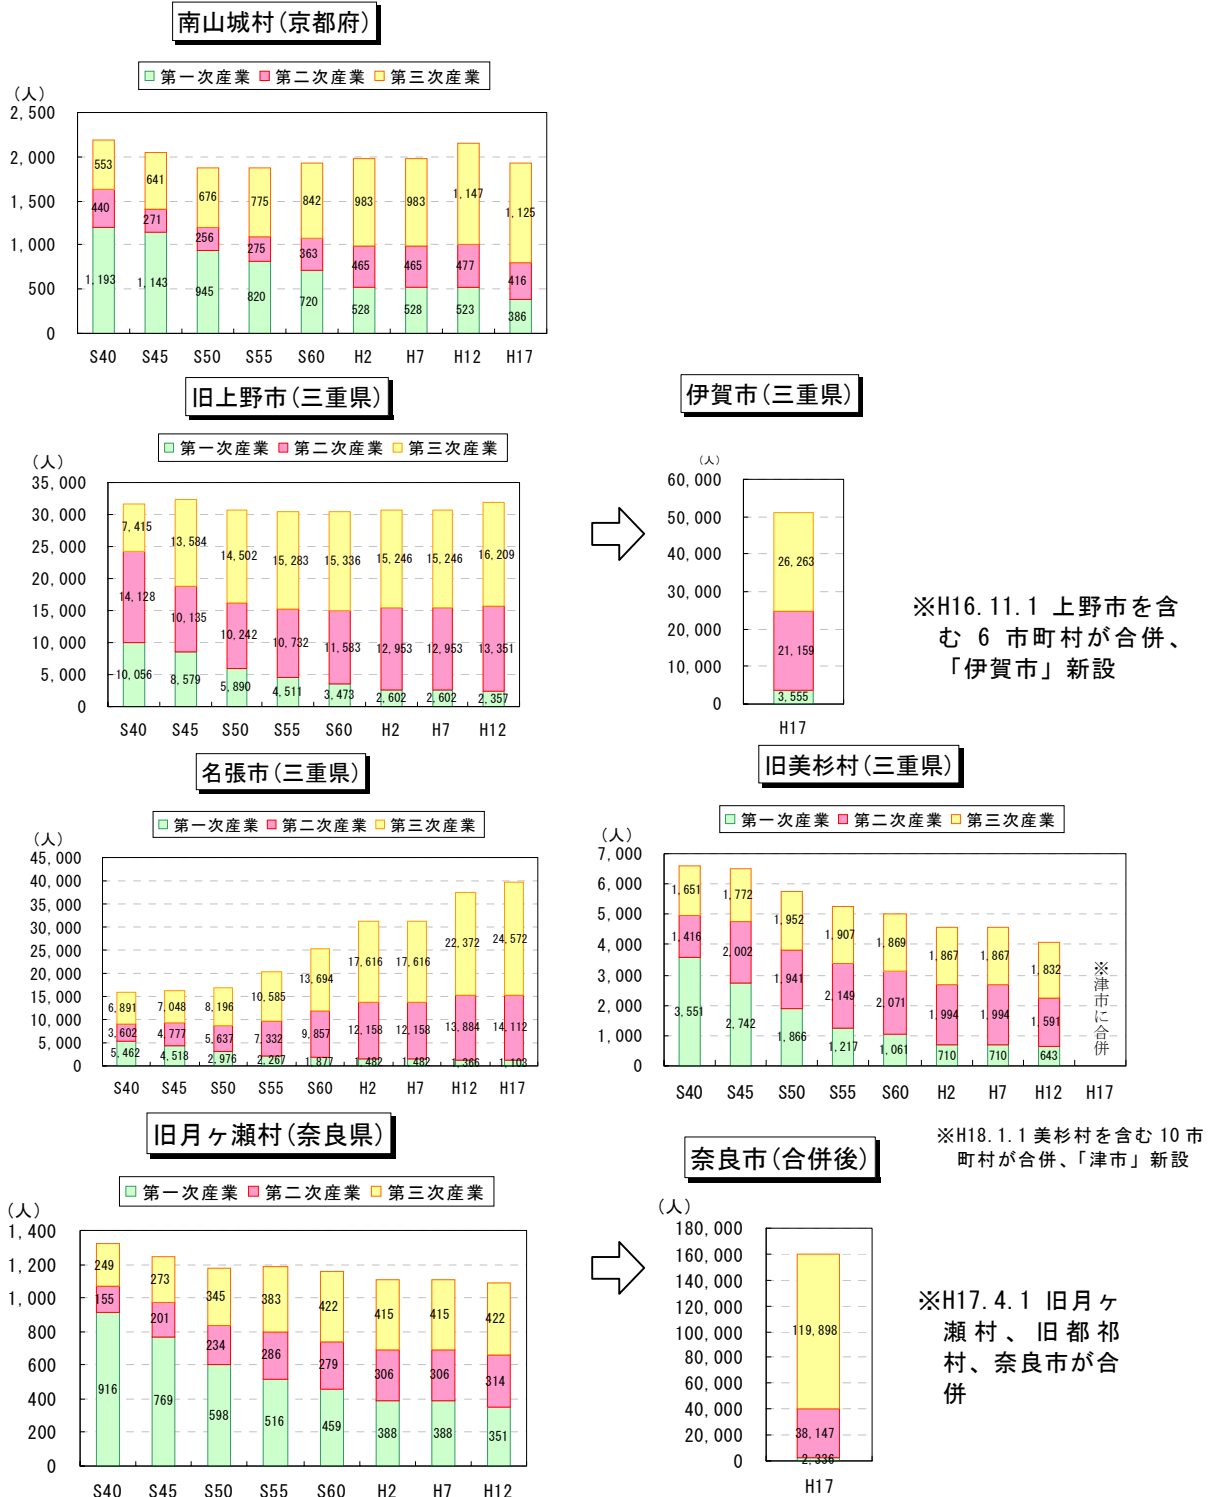 南山城村(京都府)
第一次産業 第二次産業 第三次産業
(人)
2,500
2,000
1,500
1,000
500
0
553 641 676 775 842 983 983 1,147 1,125
440 271 256 275 363 465 465 477 416
1,193 1,143 945 820 720 528 528 523 386
S40 S45 S50 S55 S60 H2 H7 H12 H17
旧上野市(三重県)
第一次産業 第二次産業 第三次産業
(人)
35,000
30,000
25,000
20,000
15,000
10,000
5,000
0
7,415 13,584 14,502 15,283 15,336 15,246 15,246 16,209
14,128 10,135 10,242 10,732 11,583 12,953 12,953 13,351
10,056 8,579 5,890 4,511 3,473 2,602 2,602 2,357
S40 S45 S50 S55 S60 H2 H7 H12
伊賀市(三重県)
(人)
60,000
50,000
40,000
30,000
20,000
10,000
0
26,263
21,159
3,555
H17
※H16.11.1 上野市を含
む 6 市町村が合併、
「伊賀市」新設
名張市(三重県)
第一次産業 第二次産業 第三次産業
(人)
45,000
40,000
35,000
30,000
25,000
20,000
15,000
10,000
5,000
0
6,891 7,048 8,196 10,585 13,694 17,616 17,616 22,372 24,572
3,602 4,777 5,637 7,332 9,857 12,158 12,158 13,884 14,112
5,462 4,518 2,976 2,267 1,877 1,482 1,482 1,366 1,103
S40 S45 S50 S55 S60 H2 H7 H12 H17
旧美杉村(三重県)
第一次産業 第二次産業 第三次産業
(人)
7,000
6,000
5,000
4,000
3,000
2,000
1,000
0
1,651 1,772 1,952 1,907 1,869 1,867 1,867 1,832
1,416 2,002 1,941 2,149 2,071 1,994 1,994 1,591
3,551 2,742 1,866 1,217 1,061 710 710 643
※津市に合併
S40 S45 S50 S55 S60 H2 H7 H12 H17
※H18.1.1 美杉村を含む 10 市
町村が合併、「津市」新設
旧月ヶ瀬村(奈良県)
第一次産業 第二次産業 第三次産業
(人)
1,400
1,200
1,000
800
600
400
200
0
249 273 345 383 422 415 415 422
155 201 234 286 279 306 306 314
916 769 598 516 459 388 388 351
S40 S45 S50 S55 S60 H2 H7 H12
奈良市(合併後)
(人)
180,000
160,000
140,000
120,000
100,000
80,000
60,000
40,000
20,000
0
119,898
38,147
2,336
H17
※H17.4.1 旧月ヶ
瀬村、旧都祁
村、奈良市が合
併